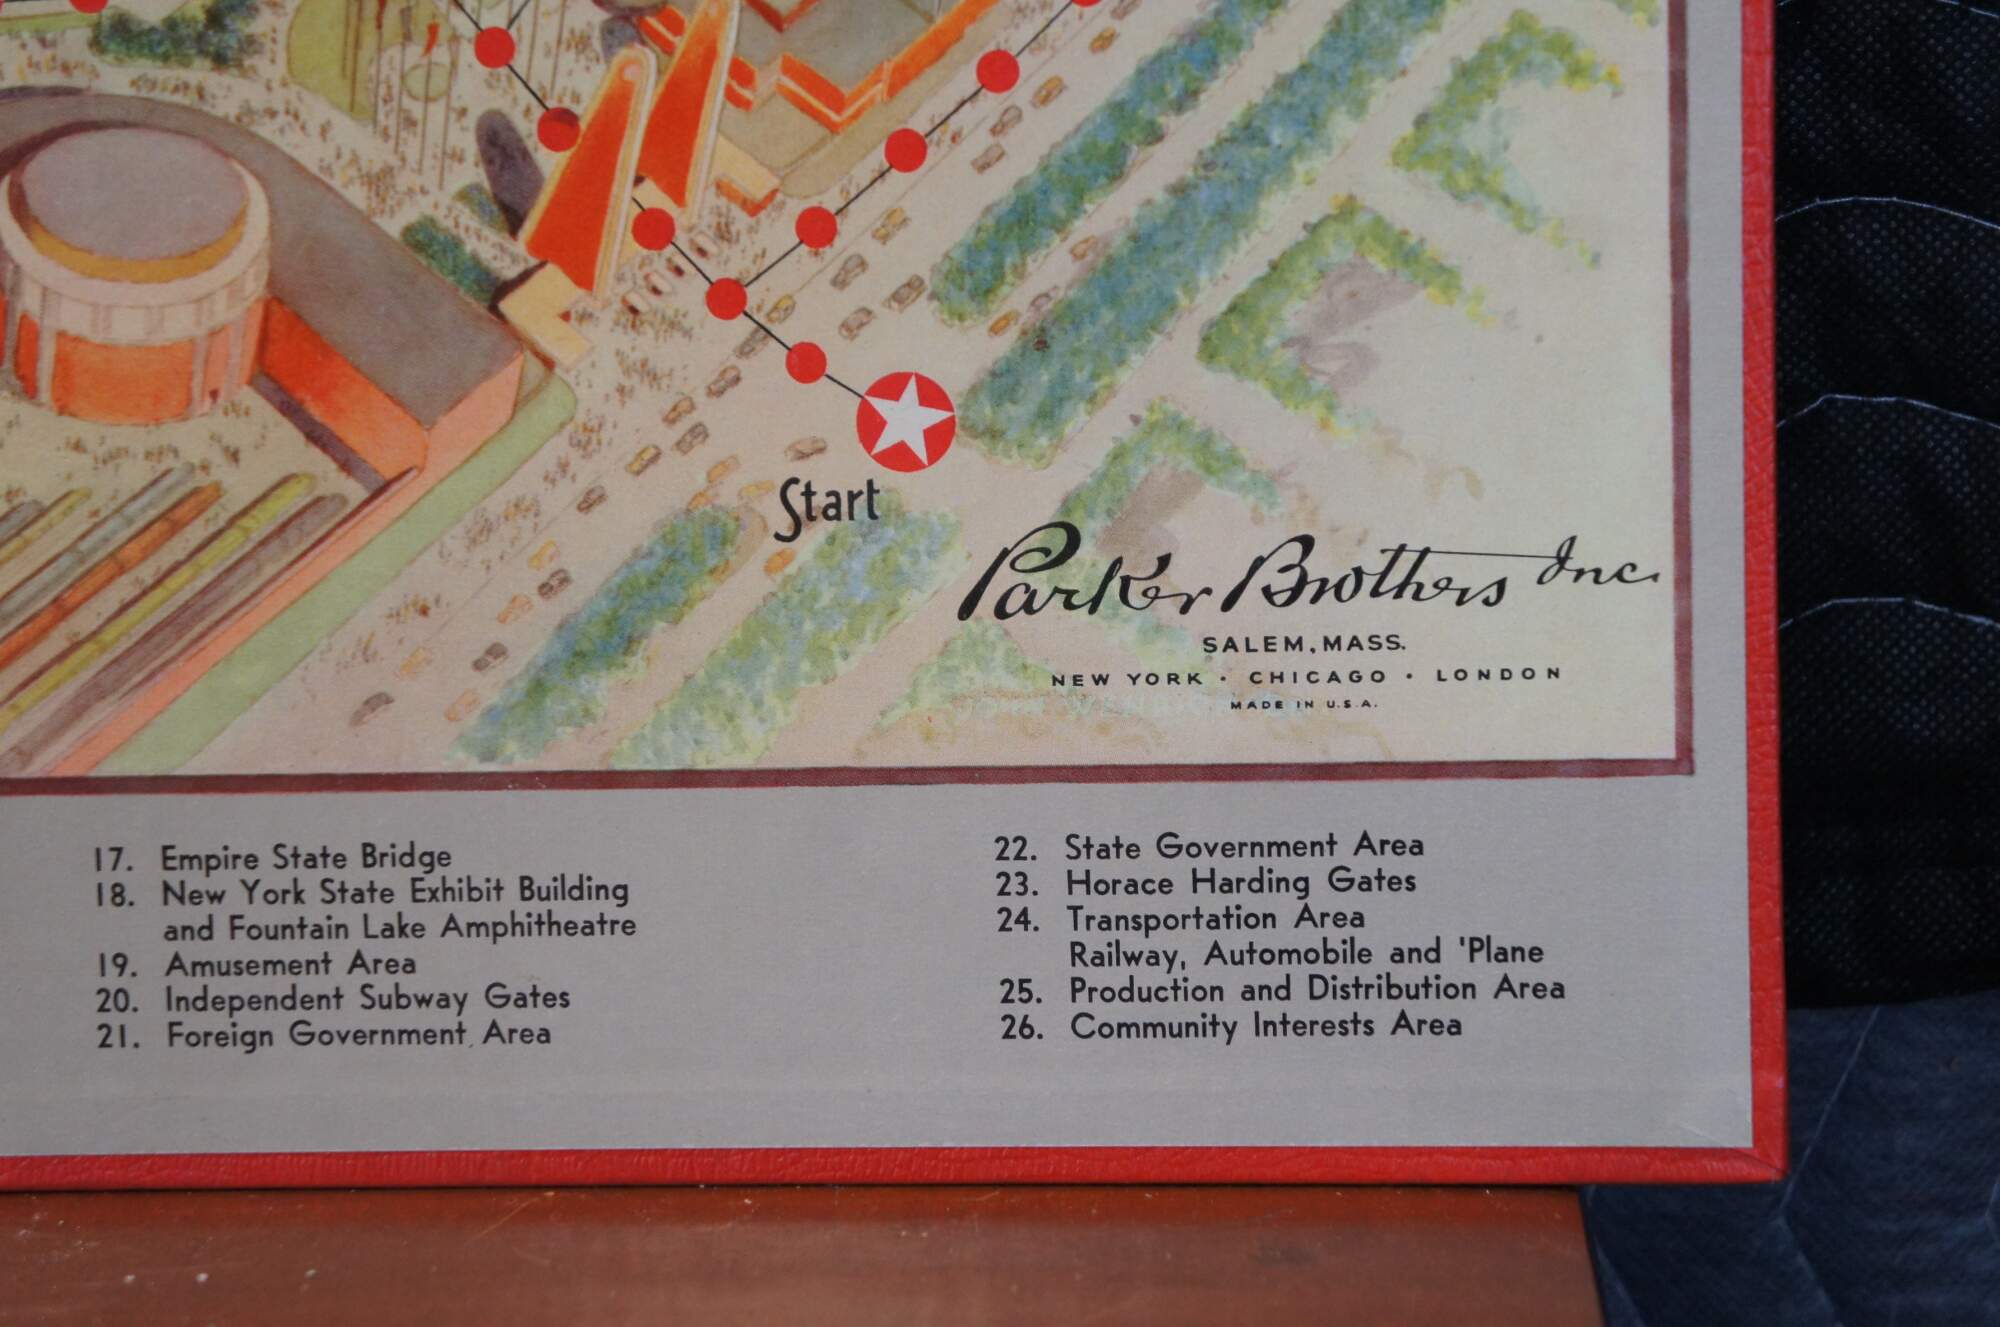 Start
Parker Brothers Inc.
SALEM, MASS.
NEW YORK • CHICAGO • LONDON
MADE IN U.S.A.
17. Empire State Bridge
18. New York State Exhibit Building
and Fountain Lake Amphitheatre
19. Amusement Area
20. Independent Subway Gates
21. Foreign Government Area
22. State Government Area
23. Horace Harding Gates
24. Transportation Area
Railway, Automobile and 'Plane
25. Production and Distribution Area
26. Community Interests Area